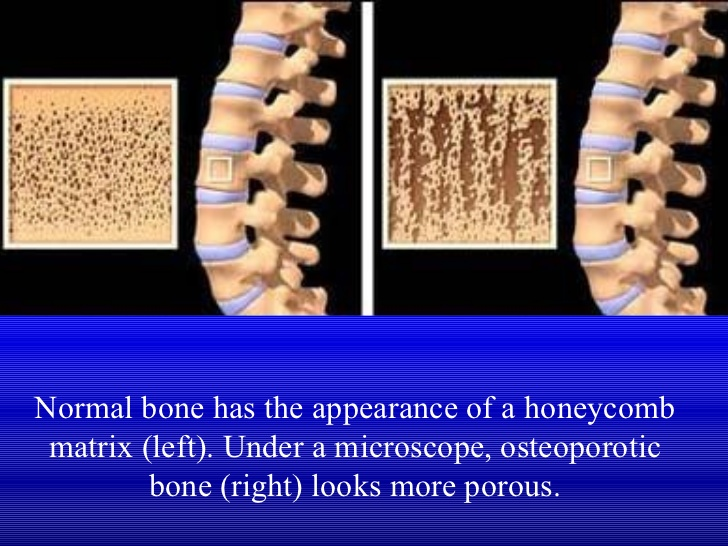 Normal bone has the appearance of a honeycomb
matrix (left). Under a microscope, osteoporotic
bone (right) looks more porous.